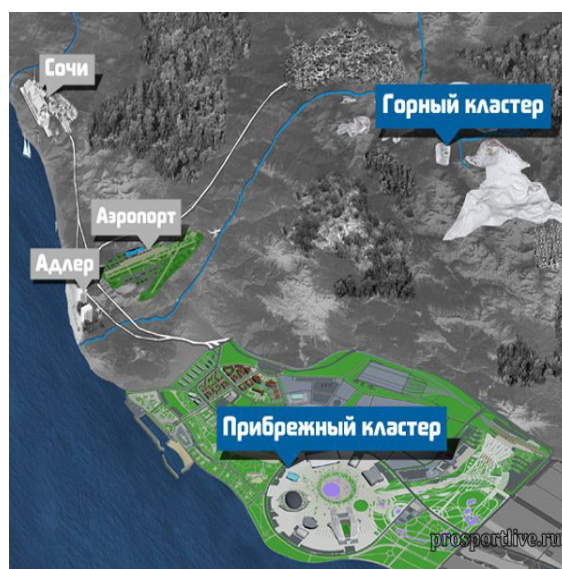 Сочи
Горный кластер
Аэропорт
Адлер
Прибрежный кластер
prosportlive.ru